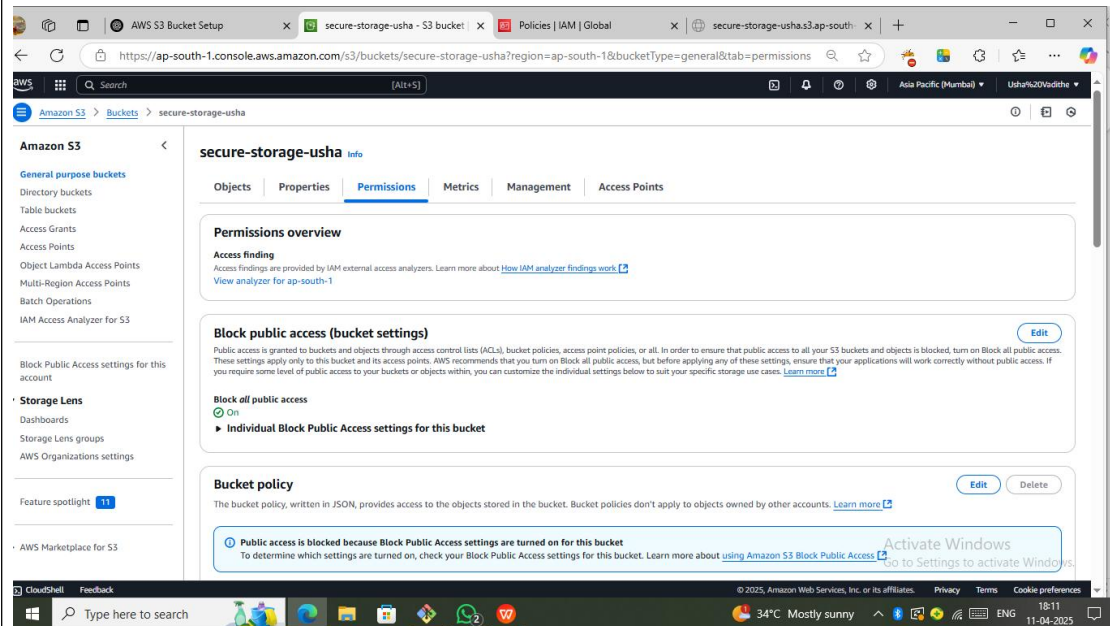 AWS S3 Bucket Setup
secure-storage-usha - S3 bucket
Policies | IAM | Global
secure-storage-usha.s3.ap-south-
https://ap-south-1.console.aws.amazon.com/s3/buckets/secure-storage-usha?region=ap-south-1&bucketType=general&tab=permissions
aws
Search
[Alt+S]
Asia Pacific (Mumbai)
Usha%20Vadithe
Amazon S3 > Buckets > secure-storage-usha
Amazon S3
General purpose buckets
Directory buckets
Table buckets
Access Grants
Access Points
Object Lambda Access Points
Multi-Region Access Points
Batch Operations
IAM Access Analyzer for S3
Block Public Access settings for this
account
Storage Lens
Dashboards
Storage Lens groups
AWS Organizations settings
Feature spotlight 11
AWS Marketplace for S3
secure-storage-usha Info
Objects Properties Permissions Metrics Management Access Points
Permissions overview
Access finding
Access findings are provided by IAM external access analyzers. Learn more about How IAM analyzer findings work
View analyzer for ap-south-1
Block public access (bucket settings)
Edit
Public access is granted to buckets and objects through access control lists (ACLs), bucket policies, access point policies, or all. In order to ensure that public access to all your S3 buckets and objects is blocked, turn on Block all public access.
These settings apply only to this bucket and its access points. AWS recommends that you turn on Block all public access, but before applying any of these settings, ensure that your applications will work correctly without public access. If
you require some level of public access to your buckets or objects within, you can customize the individual settings below to suit your specific storage use cases. Learn more
Block all public access
On
Individual Block Public Access settings for this bucket
Bucket policy
Edit
Delete
The bucket policy, written in JSON, provides access to the objects stored in the bucket. Bucket policies don't apply to objects owned by other accounts. Learn more
Public access is blocked because Block Public Access settings are turned on for this bucket
To determine which settings are turned on, check your Block Public Access settings for this bucket. Learn more about using Amazon S3 Block Public Access
Activate Windows
Go to Settings to activate Windows.
CloudShell Feedback
© 2025, Amazon Web Services, Inc. or its affiliates. Privacy Terms Cookie preferences
Type here to search
34°C Mostly sunny
ENG
18:11
11-04-2025